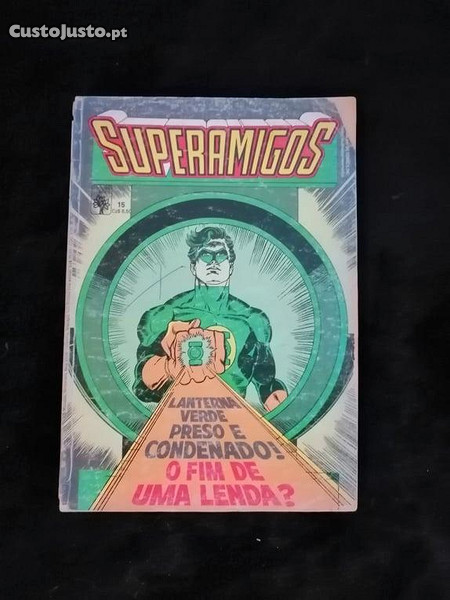 CustoJusto.pt
SUPERAMIGOS
15
LANTERNA
VERDE
PRESO E
CONDENADO!
O FIM DE
UMA LENDA?